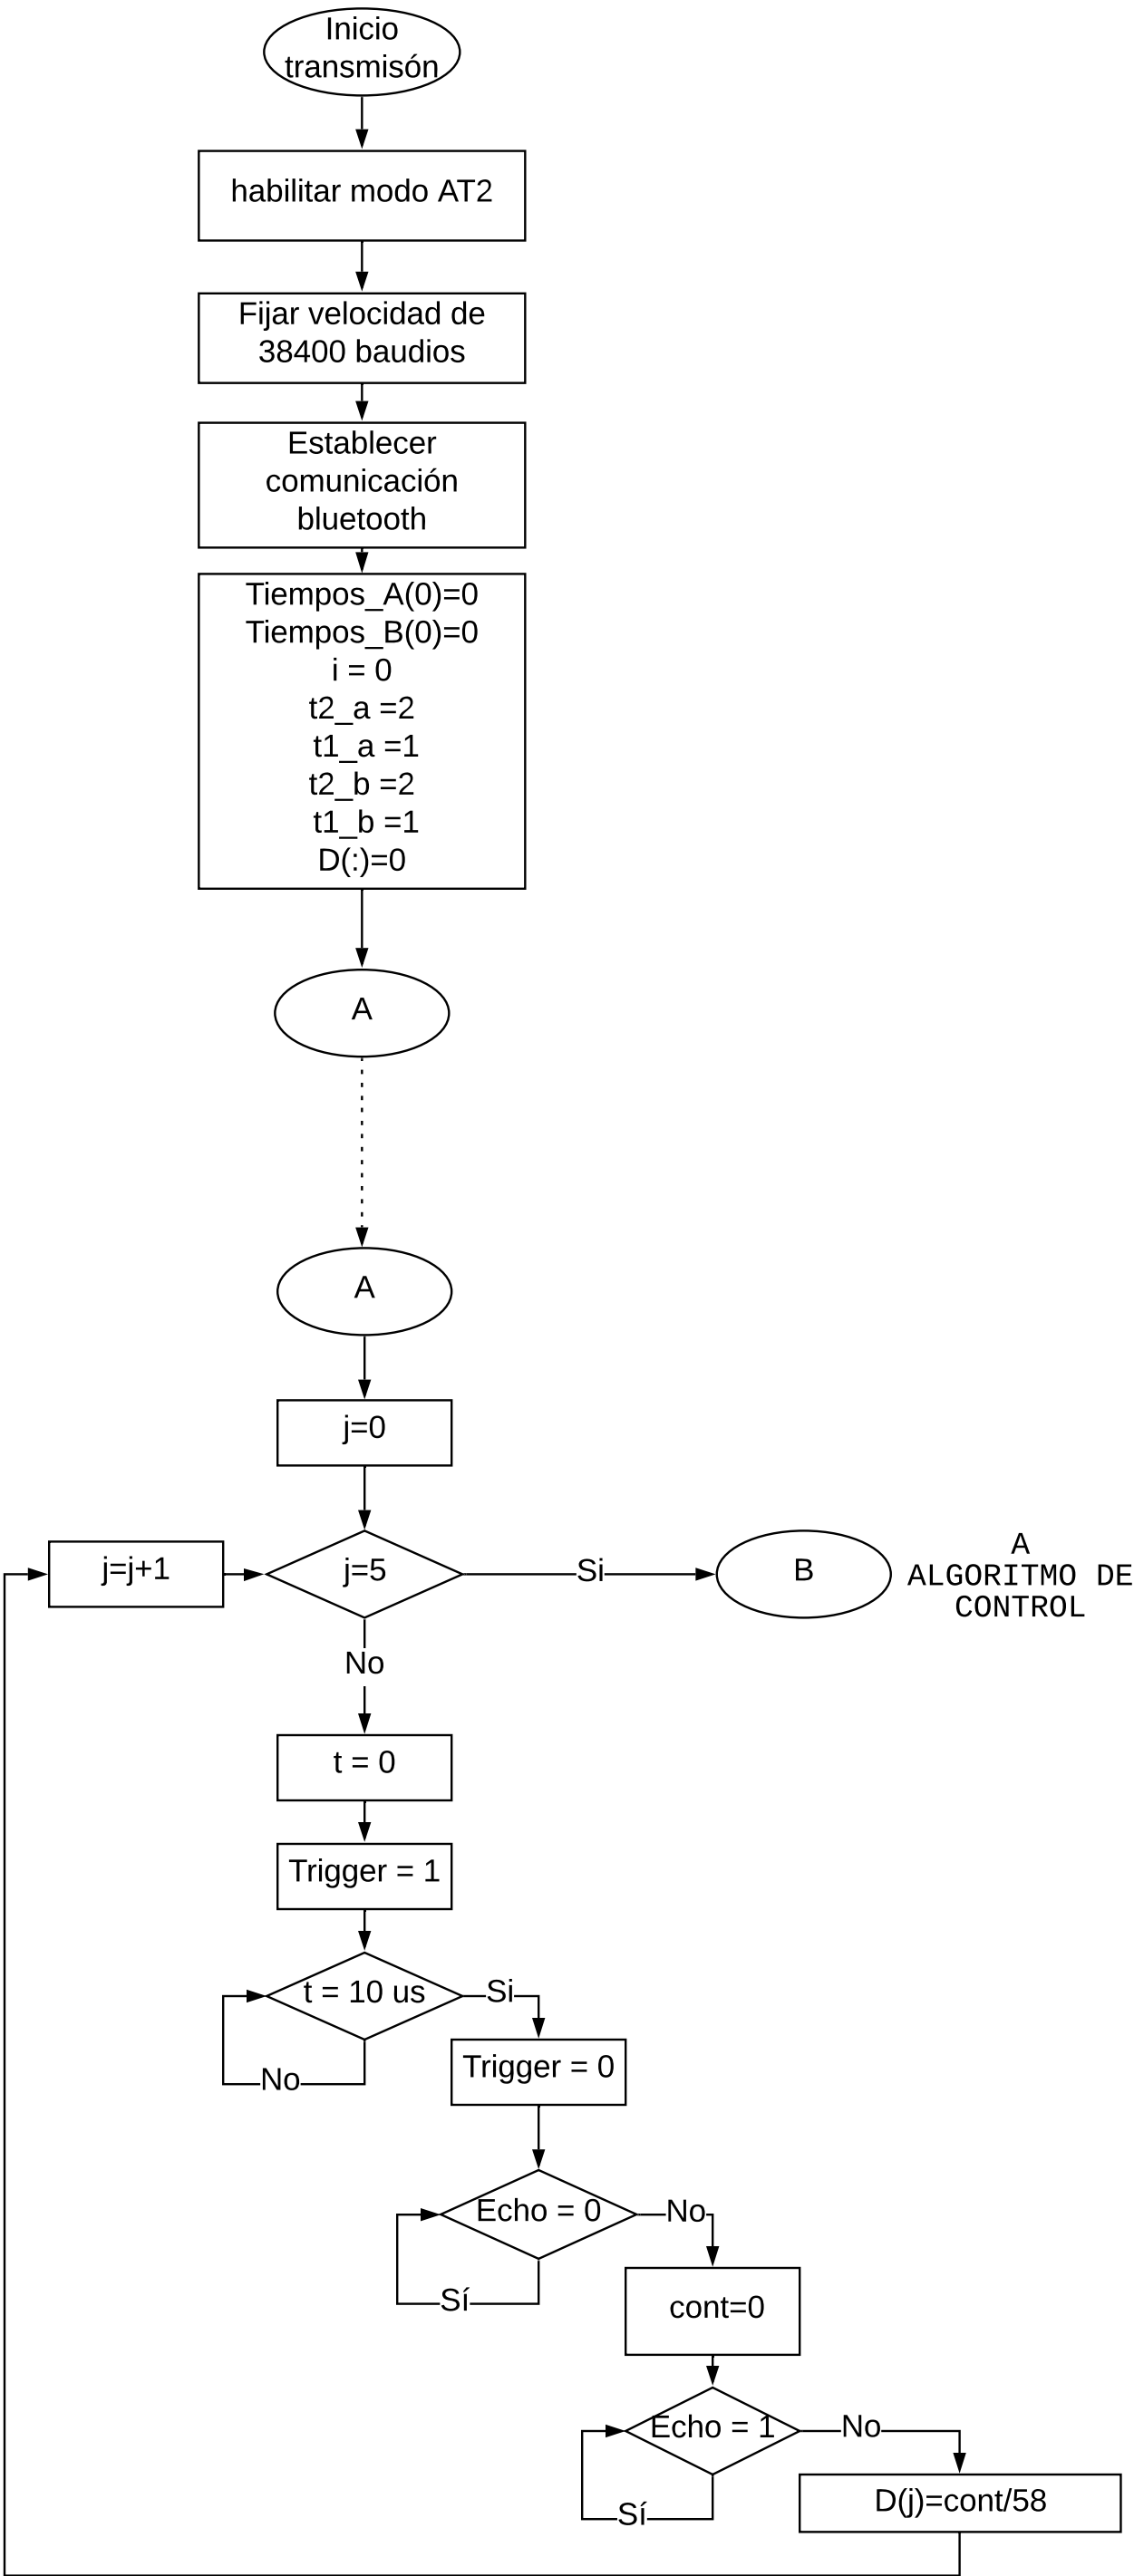 Inicio
transmisón
habilitar modo AT2
Fijar velocidad de
38400 baudios
Establecer
comunicación
bluetooth
Tiempos_A(0)=0
Tiempos_B(0)=0
i = 0
t2_a =2
t1_a =1
t2_b =2
t1_b =1
D(:)=0
A
A
j=0
j=j+1
j=5
Si
B
A
ALGORITMO DE
CONTROL
No
t = 0
Trigger = 1
t = 10 us
Si
No
Trigger = 0
Echo = 0
No
Sí
cont=0
Echo = 1
No
Sí
D(j)=cont/58